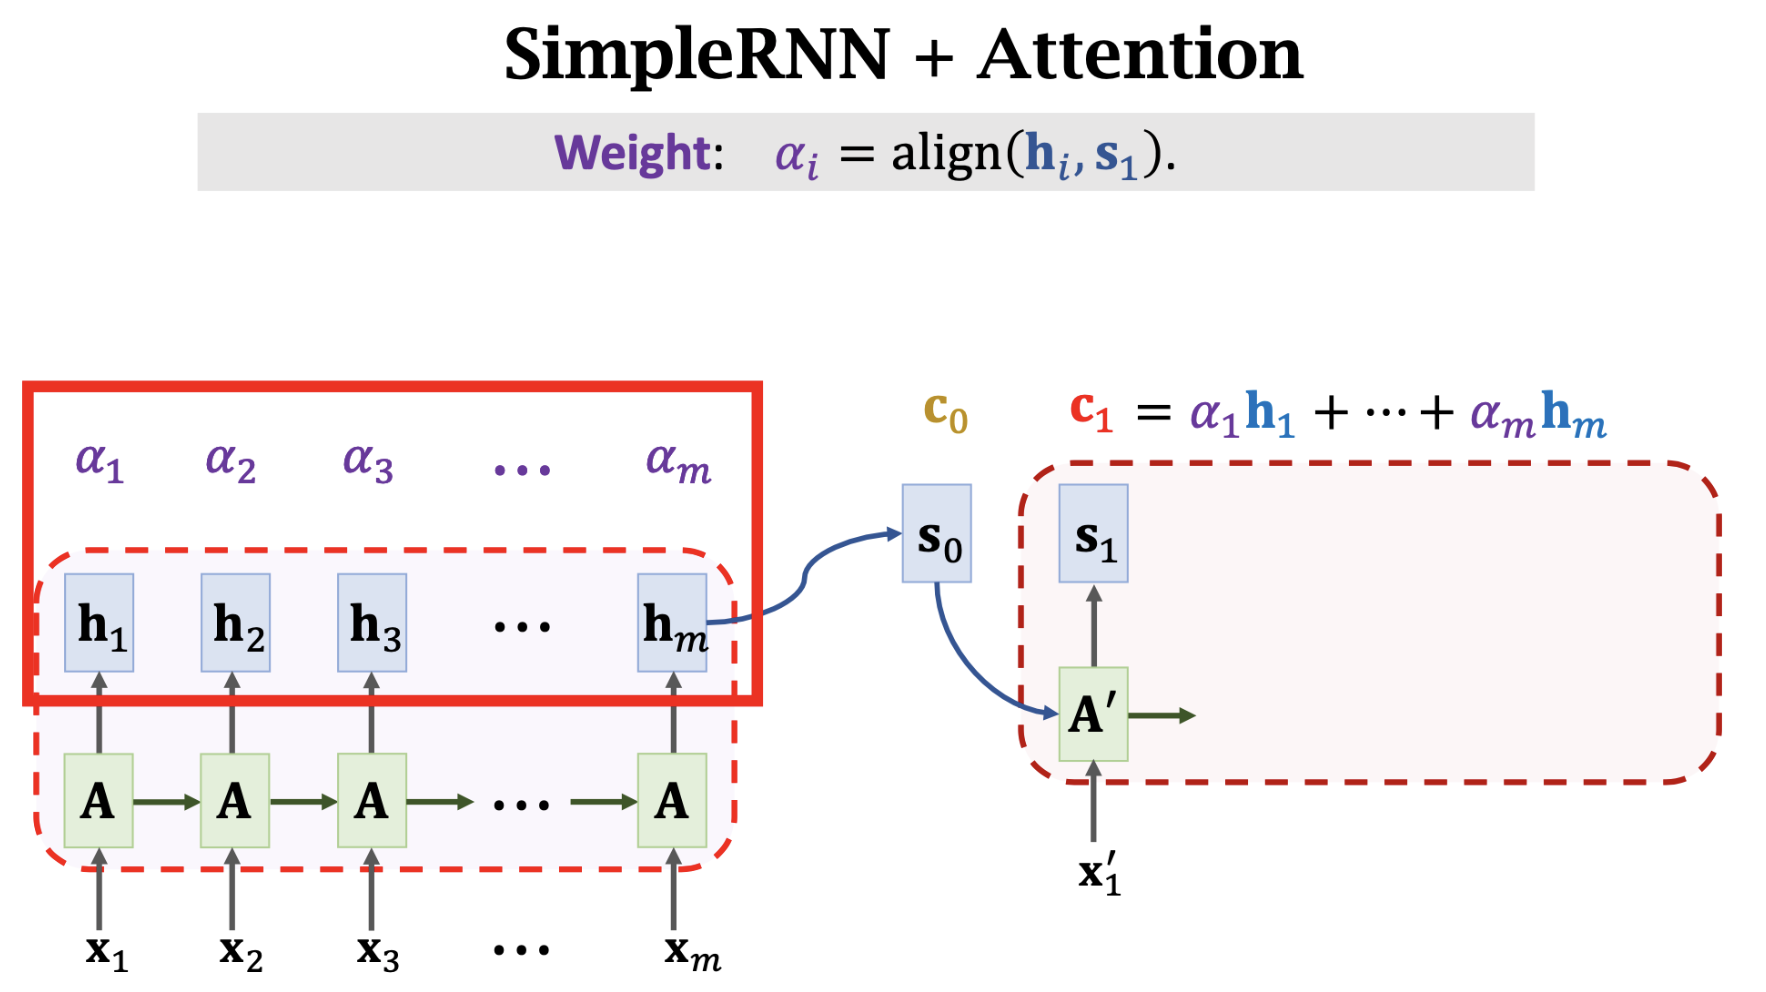 SimpleRNN + Attention
Weight: αᵢ = align(hᵢ, s₁).
c₀ c₁ = α₁h₁ + ⋯ + αₘhₘ
α₁ α₂ α₃ ⋯ αₘ
s₀ s₁
h₁ h₂ h₃ ⋯ hₘ
A′
A A A ⋯ A
x′₁
x₁ x₂ x₃ ⋯ xₘ